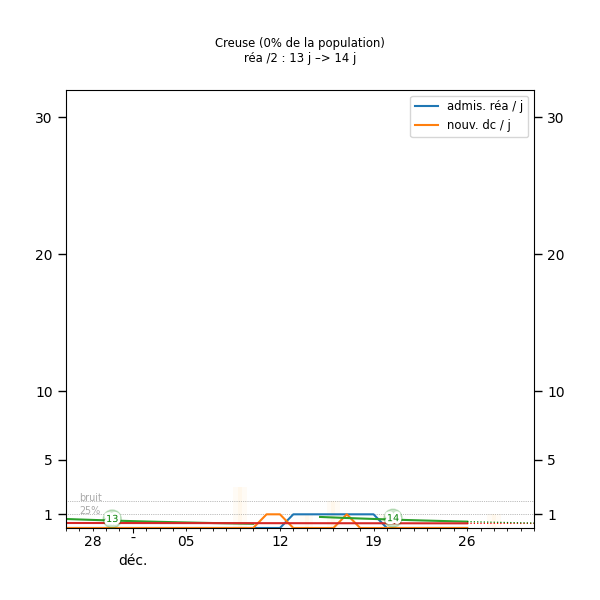 Creuse (0% de la population)
réa /2 : 13 j –> 14 j
admis. réa / j
nouv. dc / j
30 30
20 20
10 10
5 5
bruit
25%
1 1
13 14
28 - 05 12 19 26
déc.